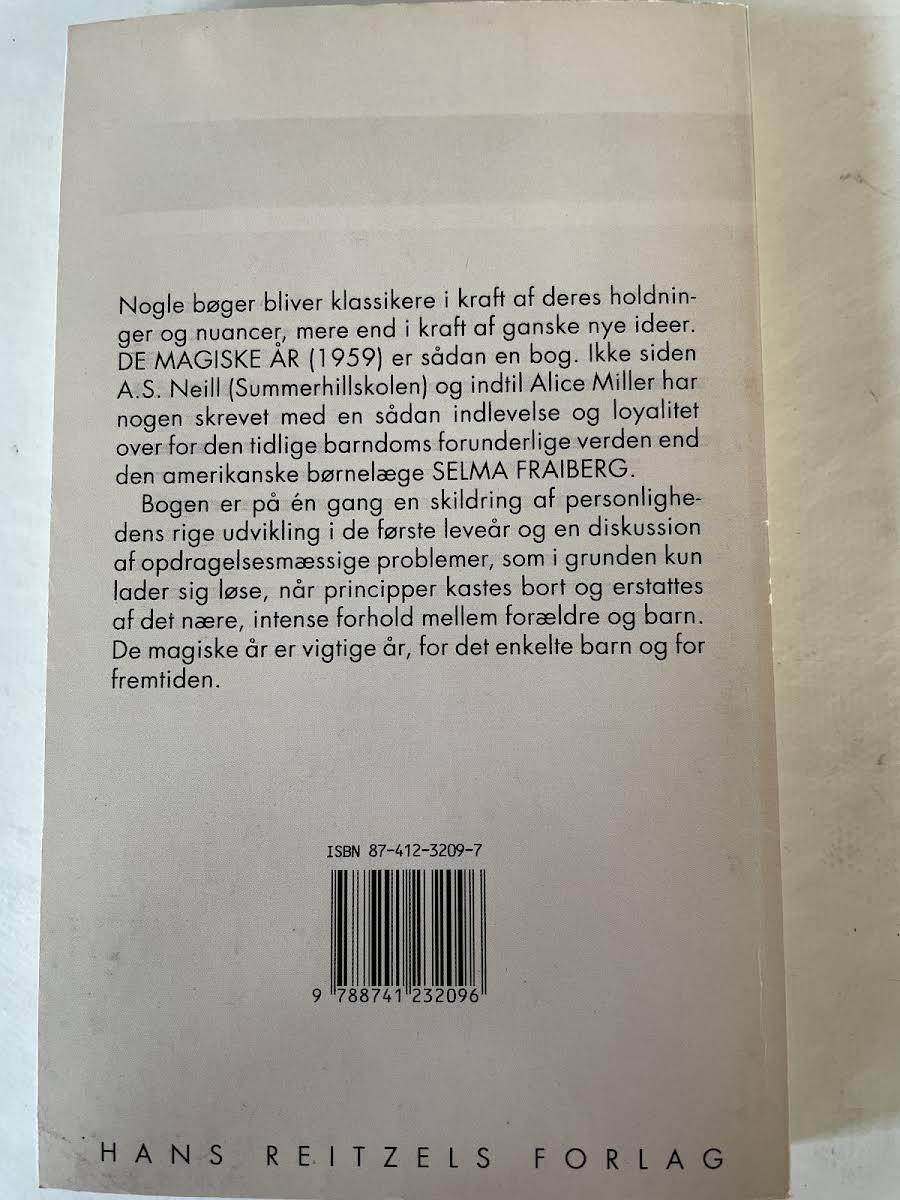 Nogle bøger bliver klassikere i kraft af deres holdnin-
ger og nuancer, mere end i kraft af ganske nye ideer.
DE MAGISKE ÅR (1959) er sådan en bog. Ikke siden
A.S. Neill (Summerhillskolen) og indtil Alice Miller har
nogen skrevet med en sådan indlevelse og loyalitet
over for den tidlige barndoms forunderlige verden end
den amerikanske børnelæge SELMA FRAIBERG.
Bogen er på én gang en skildring af personlighe-
dens rige udvikling i de første leveår og en diskussion
af opdragelsesmæssige problemer, som i grunden kun
lader sig løse, når principper kastes bort og erstattes
af det nære, intense forhold mellem forældre og barn.
De magiske år er vigtige år, for det enkelte barn og for
fremtiden.
ISBN 87-412-3209-7
9 788741 232096
HANS REITZELS FORLAG